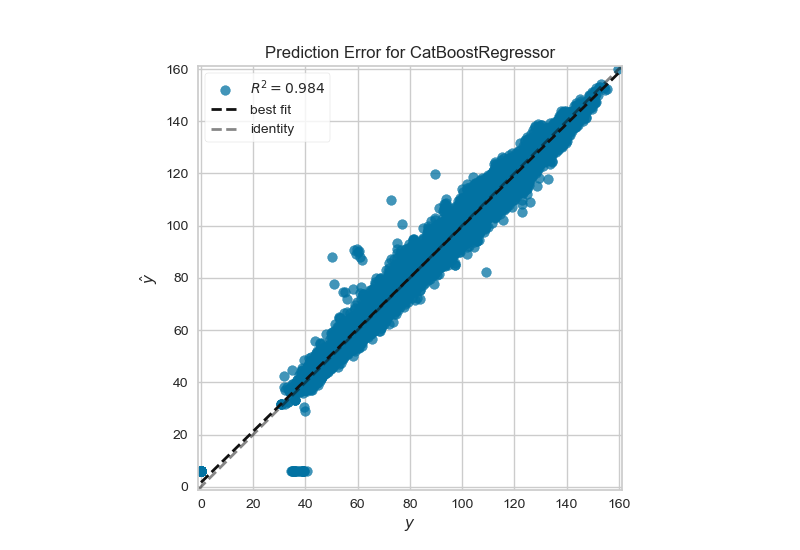 Prediction Error for CatBoostRegressor
R² = 0.984
best fit
identity
ŷ
160
140
120
100
80
60
40
20
0
0 20 40 60 80 100 120 140 160
y